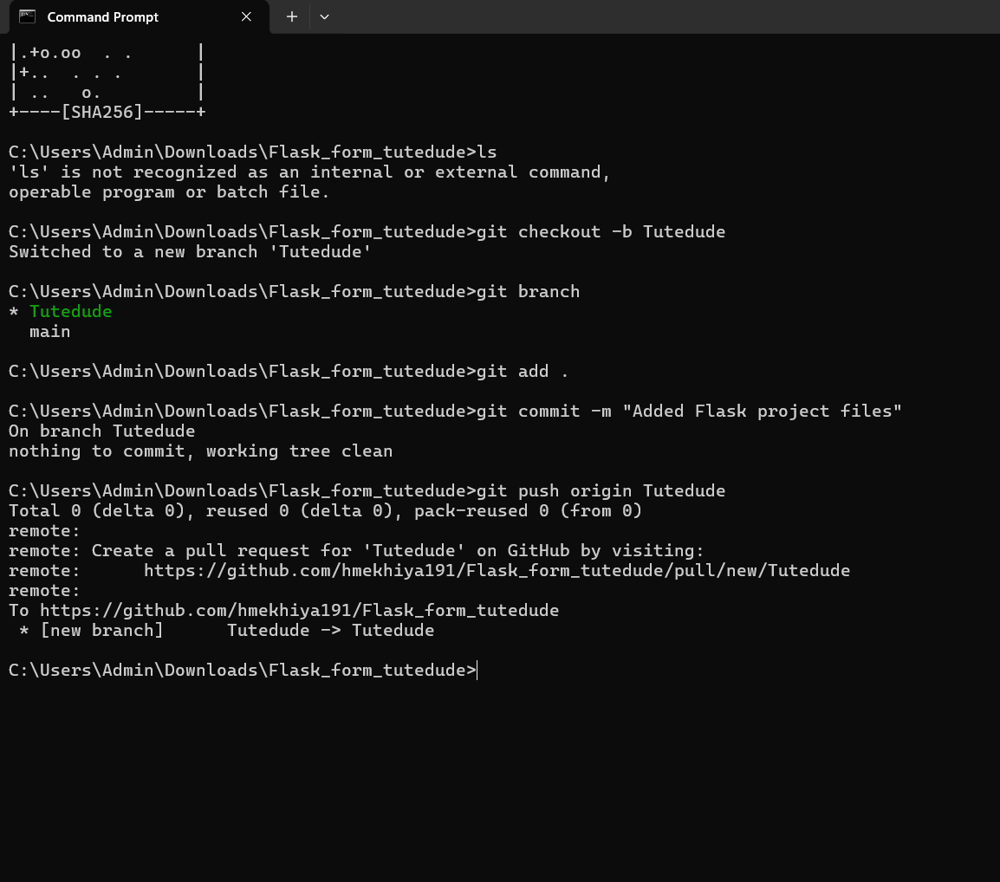 Command Prompt
|.+o.oo  . .      |
|+..  . . .       |
| ..   o.         |
+----[SHA256]-----+
C:\Users\Admin\Downloads\Flask_form_tutedude>ls
'ls' is not recognized as an internal or external command,
operable program or batch file.
C:\Users\Admin\Downloads\Flask_form_tutedude>git checkout -b Tutedude
Switched to a new branch 'Tutedude'
C:\Users\Admin\Downloads\Flask_form_tutedude>git branch
* Tutedude
  main
C:\Users\Admin\Downloads\Flask_form_tutedude>git add .
C:\Users\Admin\Downloads\Flask_form_tutedude>git commit -m "Added Flask project files"
On branch Tutedude
nothing to commit, working tree clean
C:\Users\Admin\Downloads\Flask_form_tutedude>git push origin Tutedude
Total 0 (delta 0), reused 0 (delta 0), pack-reused 0 (from 0)
remote:
remote: Create a pull request for 'Tutedude' on GitHub by visiting:
remote:      https://github.com/hmekhiya191/Flask_form_tutedude/pull/new/Tutedude
remote:
To https://github.com/hmekhiya191/Flask_form_tutedude
 * [new branch]      Tutedude -> Tutedude
C:\Users\Admin\Downloads\Flask_form_tutedude>